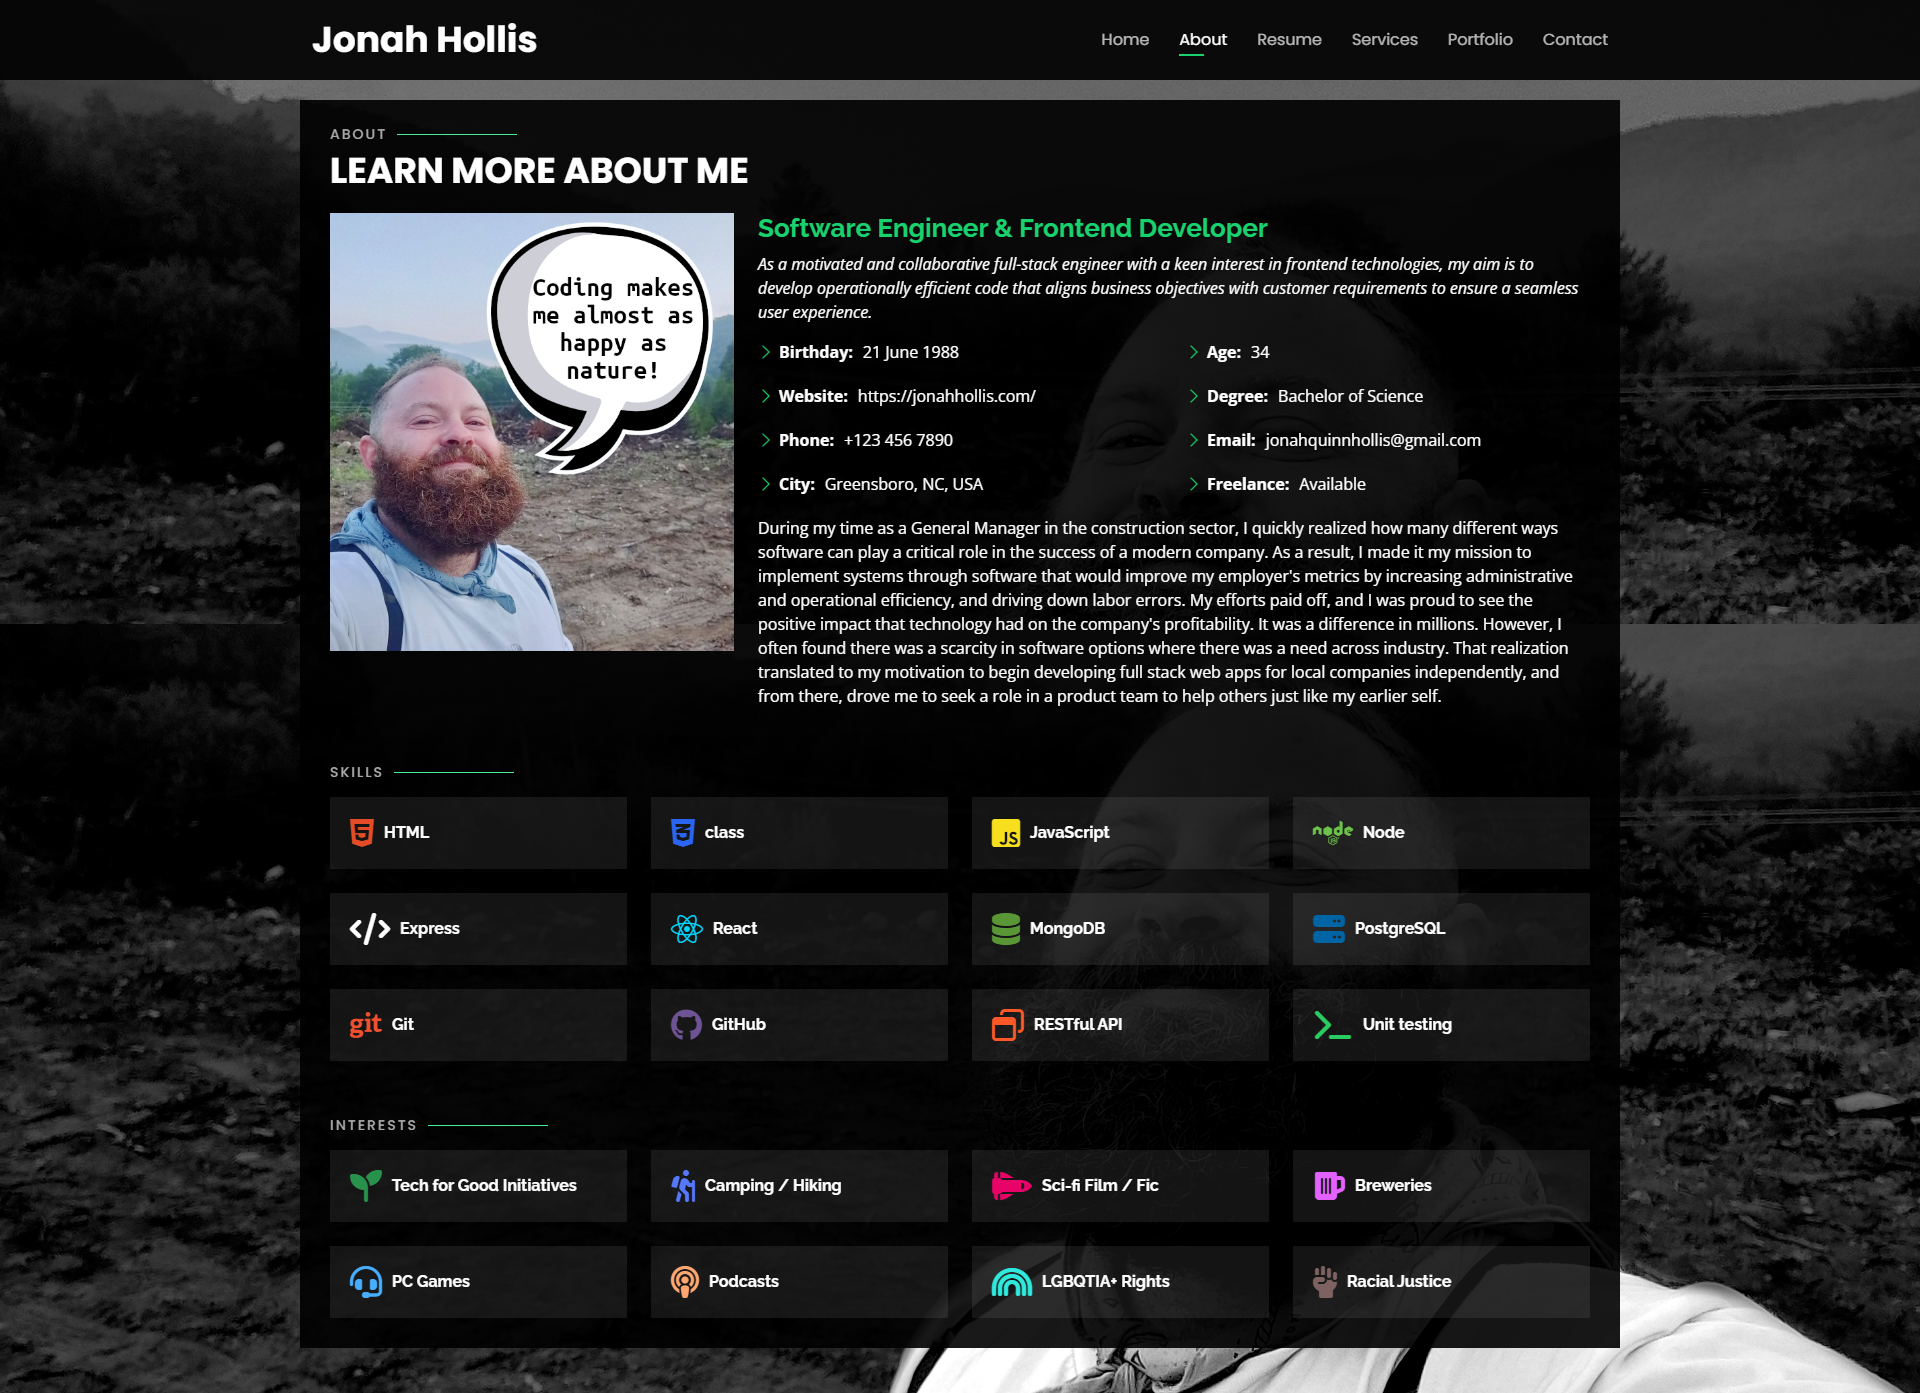 Jonah Hollis
Home About Resume Services Portfolio Contact
ABOUT
LEARN MORE ABOUT ME
Coding makes
me almost as
happy as
nature!
Software Engineer & Frontend Developer
As a motivated and collaborative full-stack engineer with a keen interest in frontend technologies, my aim is to
develop operationally efficient code that aligns business objectives with customer requirements to ensure a seamless
user experience.
Birthday: 21 June 1988
Age: 34
Website: https://jonahhollis.com/
Degree: Bachelor of Science
Phone: +123 456 7890
Email: jonahquinnhollis@gmail.com
City: Greensboro, NC, USA
Freelance: Available
During my time as a General Manager in the construction sector, I quickly realized how many different ways
software can play a critical role in the success of a modern company. As a result, I made it my mission to
implement systems through software that would improve my employer's metrics by increasing administrative
and operational efficiency, and driving down labor errors. My efforts paid off, and I was proud to see the
positive impact that technology had on the company's profitability. It was a difference in millions. However, I
often found there was a scarcity in software options where there was a need across industry. That realization
translated to my motivation to begin developing full stack web apps for local companies independently, and
from there, drove me to seek a role in a product team to help others just like my earlier self.
SKILLS
HTML
class
JS JavaScript
node JS Node
Express
React
MongoDB
PostgreSQL
git Git
GitHub
RESTful API
Unit testing
INTERESTS
Tech for Good Initiatives
Camping / Hiking
Sci-fi Film / Fic
Breweries
PC Games
Podcasts
LGBQTIA+ Rights
Racial Justice